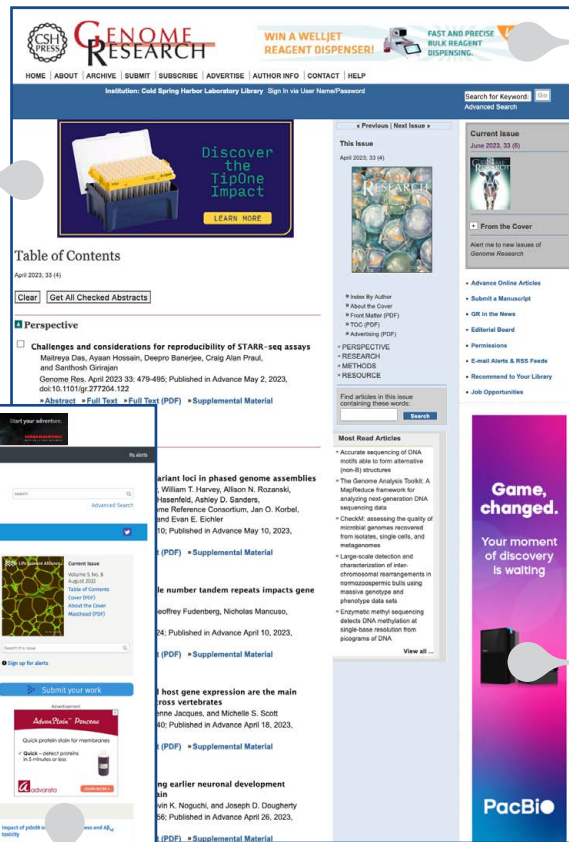 CSH
PRESS
GENOME
RESEARCH
WIN A WELLJET
REAGENT DISPENSER!
FAST AND PRECISE
BULK REAGENT
DISPENSING.
HOME | ABOUT | ARCHIVE | SUBMIT | SUBSCRIBE | ADVERTISE | AUTHOR INFO | CONTACT | HELP
Institution: Cold Spring Harbor Laboratory Library Sign In via User Name/Password
Search for Keyword:
Go
Advanced Search
Discover
the
TipOne
Impact
LEARN MORE
Table of Contents
April 2023, 33 (4)
Clear
Get All Checked Abstracts
Perspective
Challenges and considerations for reproducibility of STARR-seq assays
Maitreya Das, Ayaan Hossain, Deepro Banerjee, Craig Alan Praul,
and Santhosh Girirajan
Genome Res. April 2023 33: 479-495; Published in Advance May 2, 2023,
doi:10.1101/gr.277204.122
»Abstract »Full Text »Full Text (PDF) »Supplemental Material
ariant loci in phased genome assemblies
, William T. Harvey, Allison N. Rozanski,
Hasenfeld, Ashley D. Sanders,
me Reference Consortium, Jan O. Korbel,
and Evan E. Eichler
10; Published in Advance May 10, 2023,
t (PDF) »Supplemental Material
le number tandem repeats impacts gene
eoffrey Fudenberg, Nicholas Mancuso,
24; Published in Advance April 10, 2023,
t (PDF) »Supplemental Material
l host gene expression are the main
cross vertebrates
enne Jacques, and Michelle S. Scott
40; Published in Advance April 18, 2023,
t (PDF) »Supplemental Material
ng earlier neuronal development
ain
vin K. Noguchi, and Joseph D. Dougherty
56; Published in Advance April 26, 2023,
t (PDF) »Supplemental Material
« Previous | Next Issue »
This Issue
April 2023, 33 (4)
RESEARCH
» Index By Author
» About the Cover
» Front Matter (PDF)
» TOC (PDF)
» Advertising (PDF)
PERSPECTIVE
RESEARCH
METHODS
RESOURCE
Find articles in this issue
containing these words:
Search
Most Read Articles
Accurate sequencing of DNA
motifs able to form alternative
(non-B) structures
The Genome Analysis Toolkit: A
MapReduce framework for
analyzing next-generation DNA
sequencing data
CheckM: assessing the quality of
microbial genomes recovered
from isolates, single cells, and
metagenomes
Large-scale detection and
characterization of inter-
chromosomal rearrangements in
normozoospermic bulls using
massive genotype and
phenotype data sets
Enzymatic methyl sequencing
detects DNA methylation at
single-base resolution from
picograms of DNA
View all ...
Current Issue
June 2023, 33 (6)
+ From the Cover
Alert me to new issues of
Genome Research
Advance Online Articles
Submit a Manuscript
GR in the News
Editorial Board
Permissions
E-mail Alerts & RSS Feeds
Recommend to Your Library
Job Opportunities
Game,
changed.
Your moment
of discovery
is waiting
PacBio
Start your adventure.
My alerts
search
Advanced Search
Life Science Alliance
Current Issue
Volume 5, No. 8
August 2022
Table of Contents
Cover (PDF)
About the Cover
Masthead (PDF)
Search this issue
Sign up for alerts
Submit your work
Advertisement
AdvanStain™ Ponceau
Quick protein stain for membranes
✓ Quick – detect proteins
in 5 minutes or less
advansta
Impact of
ness and Aβ42
toxicity